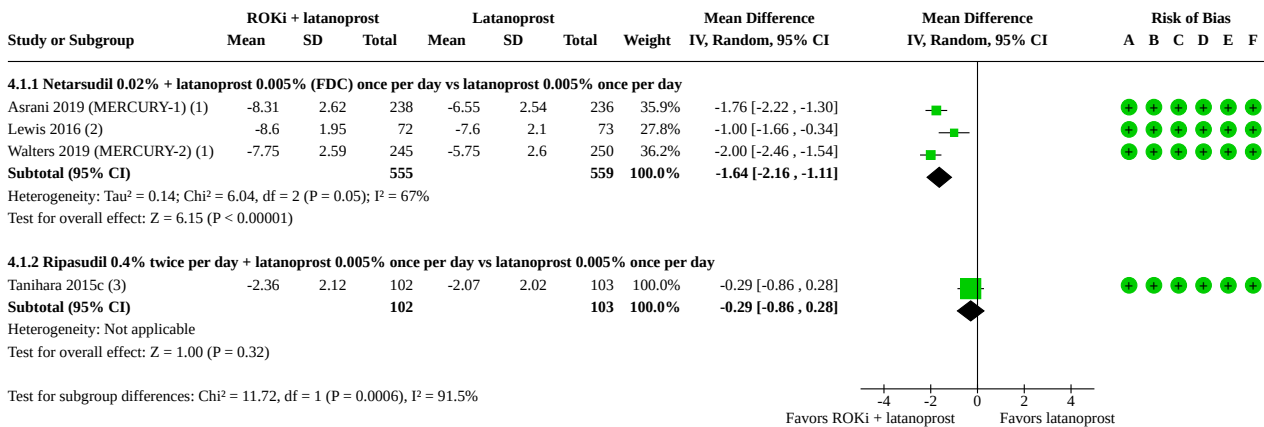 ROKi + latanoprost Latanoprost Mean Difference Mean Difference Risk of Bias
Study or Subgroup Mean SD Total Mean SD Total Weight IV, Random, 95% CI IV, Random, 95% CI A B C D E F
4.1.1 Netarsudil 0.02% + latanoprost 0.005% (FDC) once per day vs latanoprost 0.005% once per day
Asrani 2019 (MERCURY-1) (1) -8.31 2.62 238 -6.55 2.54 236 35.9% -1.76 [-2.22 , -1.30] + + + + + +
Lewis 2016 (2) -8.6 1.95 72 -7.6 2.1 73 27.8% -1.00 [-1.66 , -0.34] + + + + + +
Walters 2019 (MERCURY-2) (1) -7.75 2.59 245 -5.75 2.6 250 36.2% -2.00 [-2.46 , -1.54] + + + + + +
Subtotal (95% CI) 555 559 100.0% -1.64 [-2.16 , -1.11]
Heterogeneity: Tau² = 0.14; Chi² = 6.04, df = 2 (P = 0.05); I² = 67%
Test for overall effect: Z = 6.15 (P < 0.00001)
4.1.2 Ripasudil 0.4% twice per day + latanoprost 0.005% once per day vs latanoprost 0.005% once per day
Tanihara 2015c (3) -2.36 2.12 102 -2.07 2.02 103 100.0% -0.29 [-0.86 , 0.28] + + + + + +
Subtotal (95% CI) 102 103 100.0% -0.29 [-0.86 , 0.28]
Heterogeneity: Not applicable
Test for overall effect: Z = 1.00 (P = 0.32)
Test for subgroup differences: Chi² = 11.72, df = 1 (P = 0.0006), I² = 91.5%
-4 -2 0 2 4
Favors ROKi + latanoprost Favors latanoprost